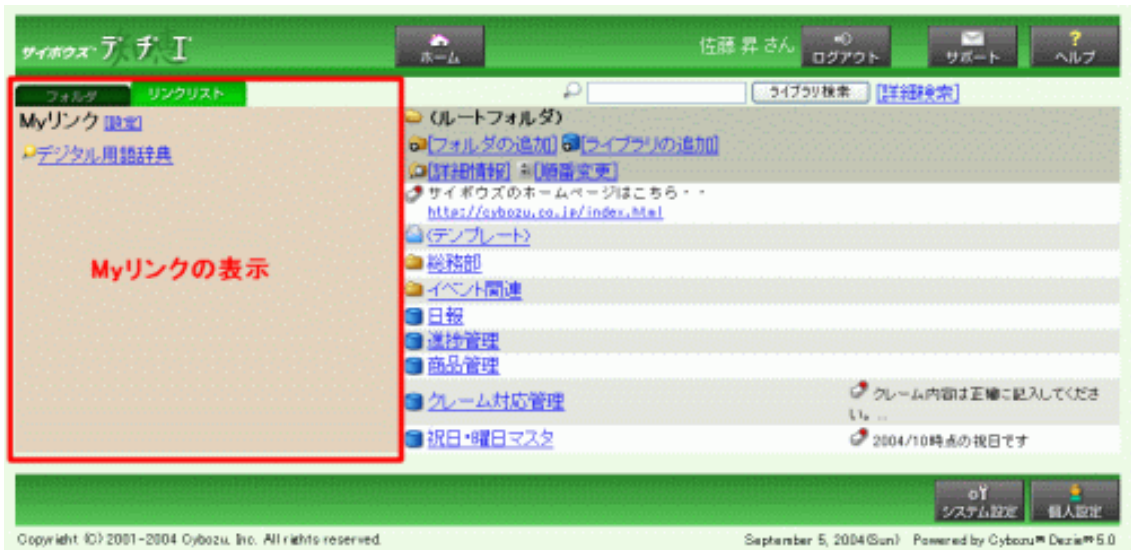 サイボウズ デヂエ
ホーム
佐藤 昇 さん
ログアウト
サポート
ヘルプ
フォルダ リンクリスト
ライブラリ検索 [詳細検索]
Myリンク [設定]
デジタル用語辞典
Myリンクの表示
(ルートフォルダ)
[フォルダの追加] [ライブラリの追加]
[詳細情報] [順番変更]
サイボウズのホームページはこちら・・
http://cybozu.co.jp/index.html
(テンプレート)
総務部
イベント関連
日報
進捗管理
商品管理
クレーム対応管理
クレーム内容は正確に記入してくださ
い。..
祝日・曜日マスタ
2004/10時点の祝日です
システム設定
個人設定
Copyright (C) 2001-2004 Cybozu, Inc. All rights reserved.
September 5, 2004(Sun) Powered by Cybozu™ Dezie™ 5.0